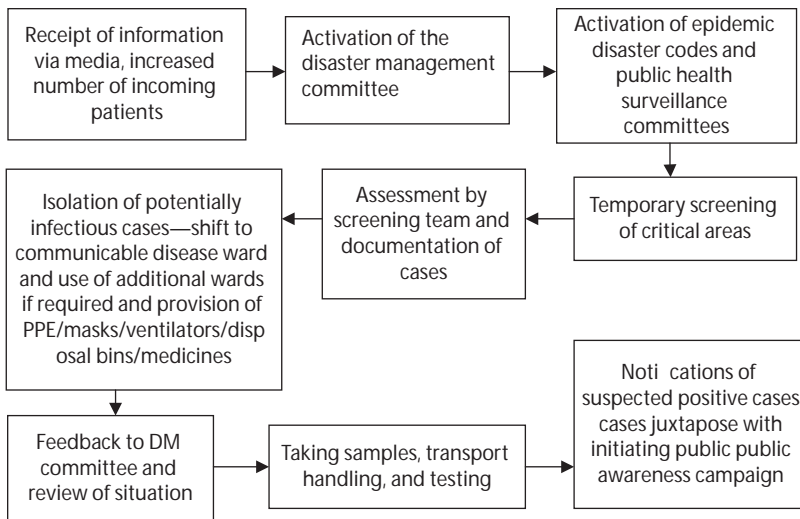 Receipt of information
via media, increased
number of incoming
patients
Activation of the
disaster management
committee
Activation of epidemic
disaster codes and
public health
surveillance
committees
Temporary screening
of critical areas
Assessment by
screening team and
documentation of
cases
Isolation of potentially
infectious cases—shift to
communicable disease ward
and use of additional wards
if required and provision of
PPE/masks/ventilators/disp
osal bins/medicines
Feedback to DM
committee and
review of situation
Taking samples, transport
handling, and testing
Noti cations of
suspected positive cases
cases juxtapose with
initiating public public
awareness campaign